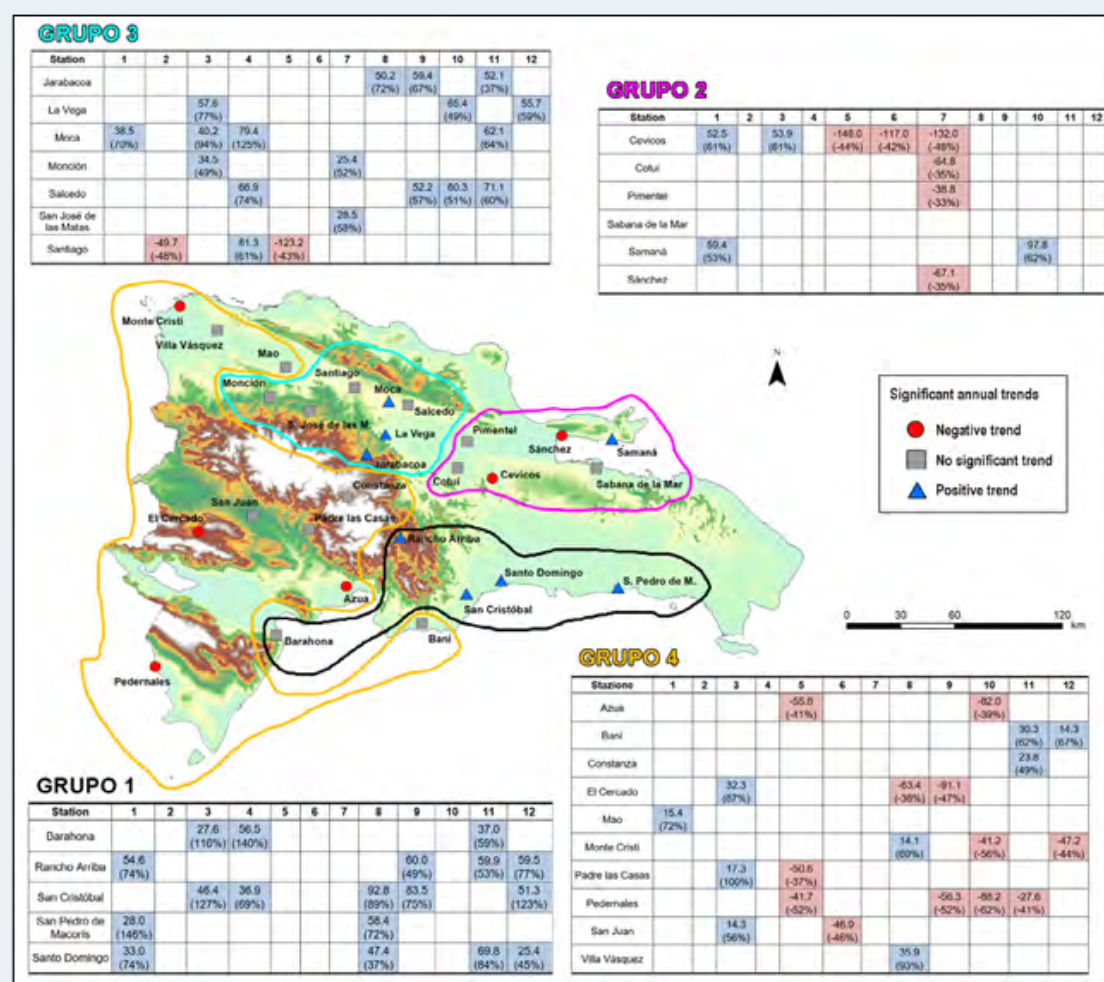 GRUPO 3
Station 1 2 3 4 5 6 7 8 9 10 11 12
Jarabacoa 50.2 (72%) 59.4 (67%) 52.1 (37%)
La Vega 57.6 (77%) 65.4 (49%) 55.7 (59%)
Moca 38.5 (70%) 40.2 (94%) 79.4 (125%) 62.1 (64%)
Monción 34.5 (49%) 25.4 (52%)
Salcedo 66.9 (74%) 52.2 (57%) 60.3 (51%) 71.1 (60%)
San José de las Matas 28.5 (58%)
Santiago -49.7 (-48%) 81.3 (61%) -123.2 (-43%)
GRUPO 2
Station 1 2 3 4 5 6 7 8 9 10 11 12
Cevicos 52.5 (61%) 53.9 (81%) -148.0 (-44%) -117.0 (-42%) -132.0 (-48%)
Cotuí -64.8 (-35%)
Pimentel -38.8 (-33%)
Sabana de la Mar
Samaná 59.4 (53%) 97.8 (62%)
Sánchez -67.1 (-35%)
Monte Cristi
Villa Vásquez
Mao
Monción
Santiago
Moca
Salcedo
S. José de las M.
La Vega
Jarabacoa
Constanza
Pimentel
Sánchez
Samaná
Cotuí
Cevicos
Sabana de la Mar
San Juan
El Cercado
Padre las Casas
Rancho Arriba
Azua
Santo Domingo
S. Pedro de M.
San Cristóbal
Barahona
Baní
Pedernales
N
Significant annual trends
Negative trend
No significant trend
Positive trend
0 30 60 120
km
GRUPO 4
Stazione 1 2 3 4 5 6 7 8 9 10 11 12
Azua -55.8 (-41%) -82.0 (-39%)
Baní 30.3 (62%) 14.3 (67%)
Constanza 23.8 (49%)
El Cercado 32.3 (87%) -63.4 (-38%) -91.1 (-47%)
Mao 15.4 (72%)
Monte Cristi 14.1 (69%) -41.2 (-56%) -47.2 (-44%)
Padre las Casas 17.3 (100%) -50.6 (-37%)
Pedernales -41.7 (-52%) -56.3 (-52%) -88.2 (-62%) -27.6 (-41%)
San Juan 14.3 (56%) -46.9 (-46%)
Villa Vásquez 35.9 (93%)
GRUPO 1
Station 1 2 3 4 5 6 7 8 9 10 11 12
Barahona 27.6 (116%) 56.5 (140%) 37.0 (59%)
Rancho Arriba 54.6 (74%) 60.0 (49%) 59.9 (53%) 59.5 (77%)
San Cristóbal 46.4 (127%) 36.9 (69%) 92.8 (89%) 83.5 (75%) 51.3 (123%)
San Pedro de Macorís 28.0 (146%) 58.4 (72%)
Santo Domingo 33.0 (74%) 47.4 (37%) 69.8 (84%) 25.4 (45%)